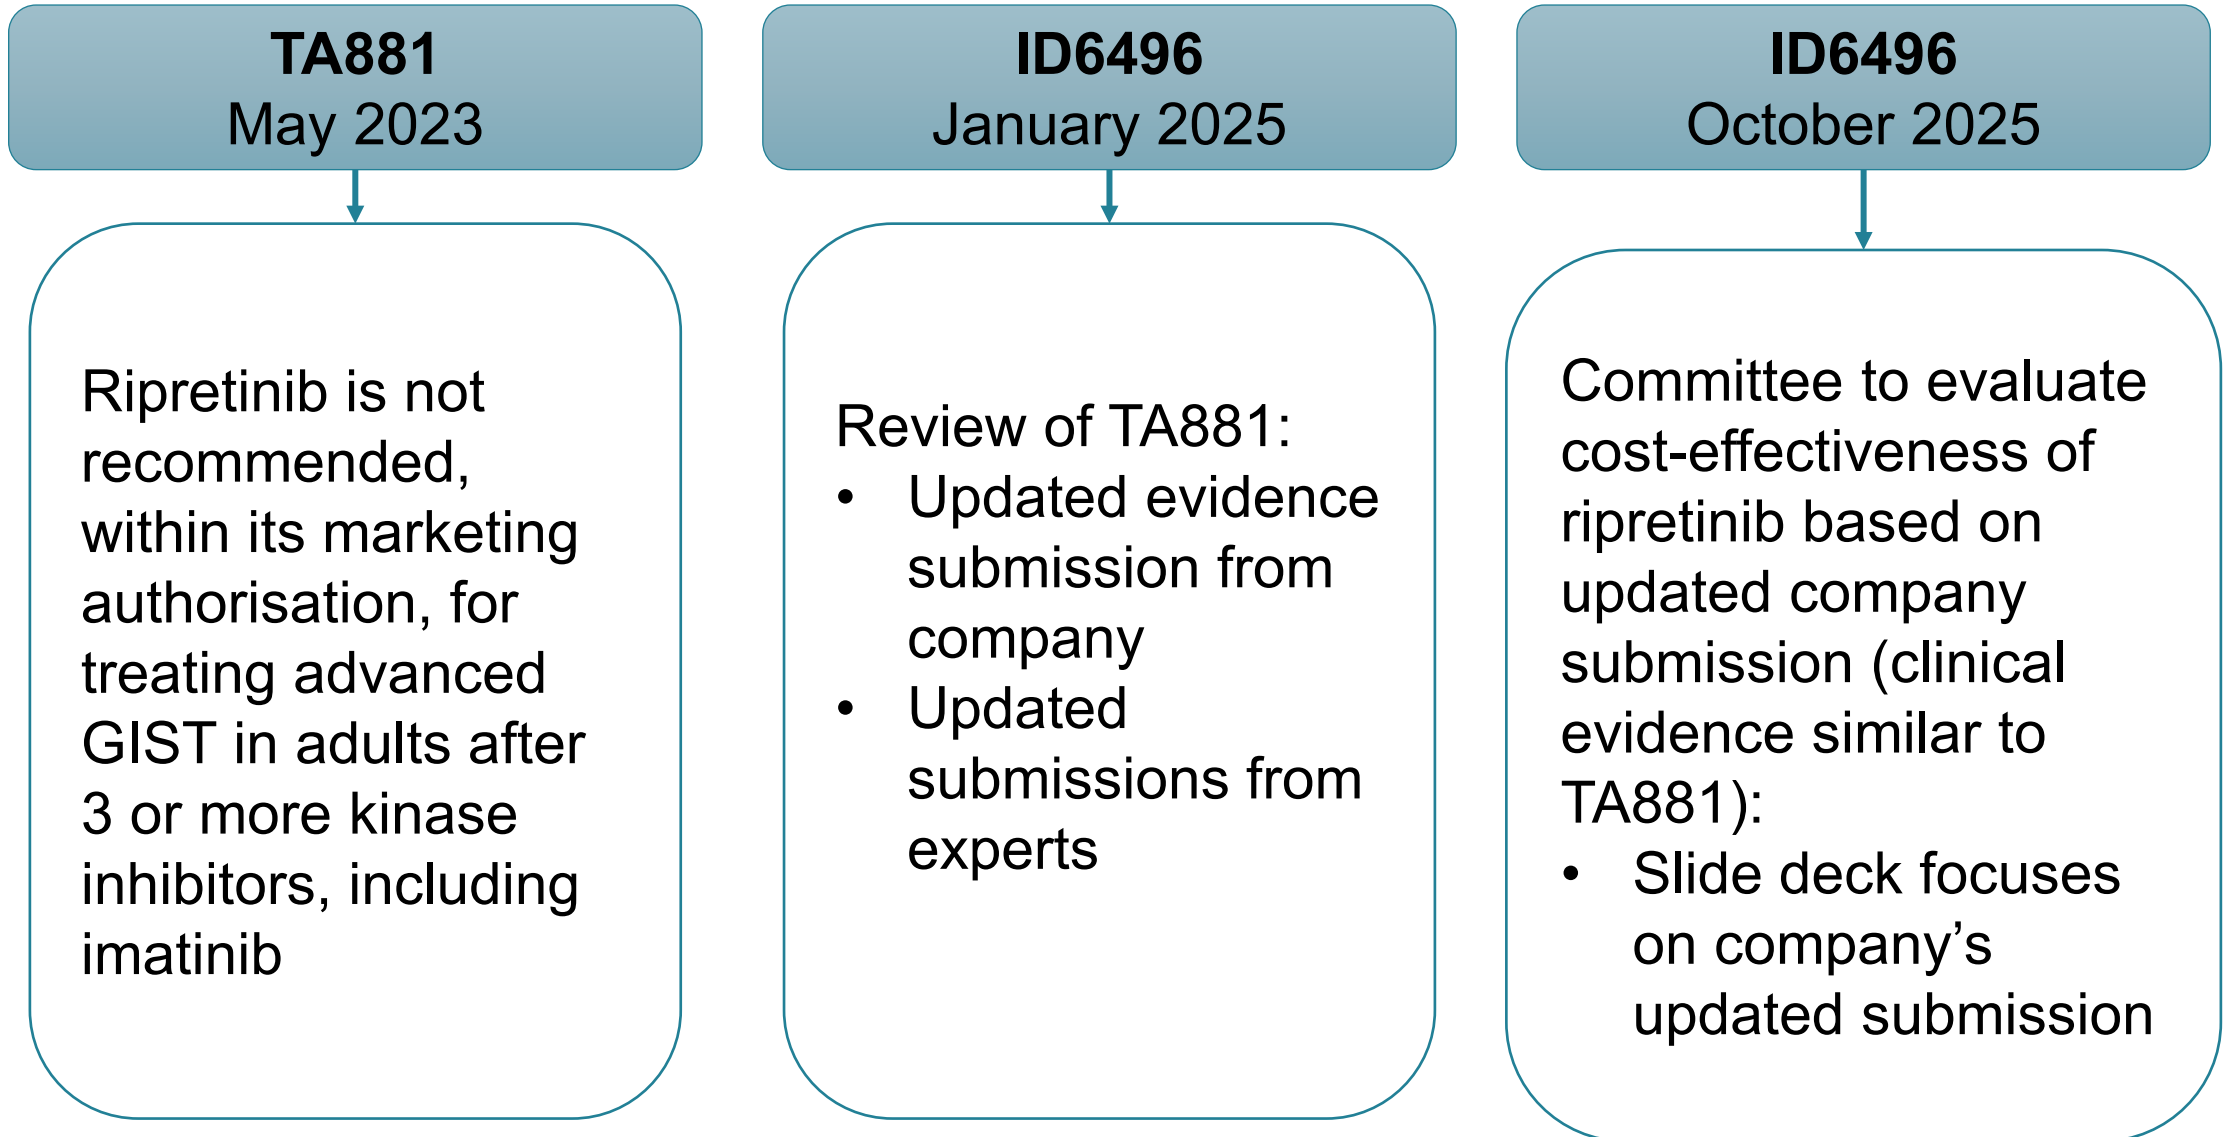 TA881
May 2023
Ripretinib is not
recommended,
within its marketing
authorisation, for
treating advanced
GIST in adults after
3 or more kinase
inhibitors, including
imatinib
ID6496
January 2025
Review of TA881:
• Updated evidence
submission from
company
• Updated
submissions from
experts
ID6496
October 2025
Committee to evaluate
cost-effectiveness of
ripretinib based on
updated company
submission (clinical
evidence similar to
TA881):
• Slide deck focuses
on company’s
updated submission